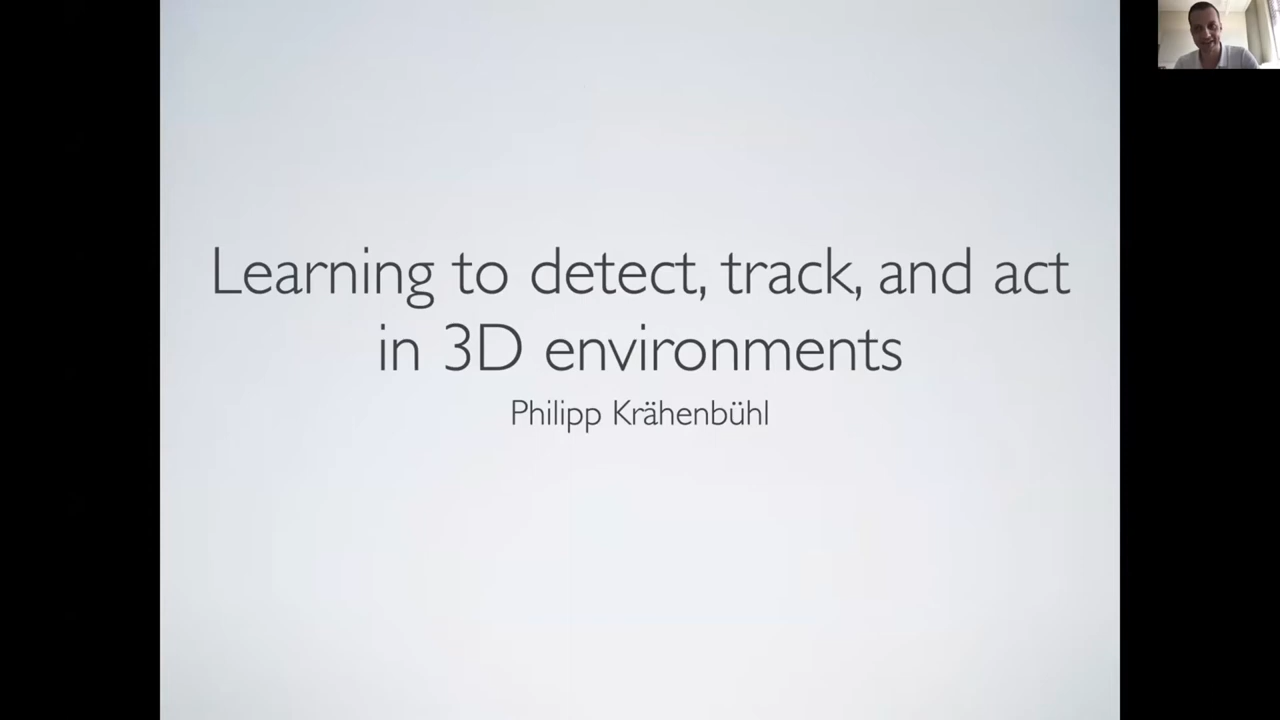 Learning to detect, track, and act
in 3D environments
Philipp Krähenbühl